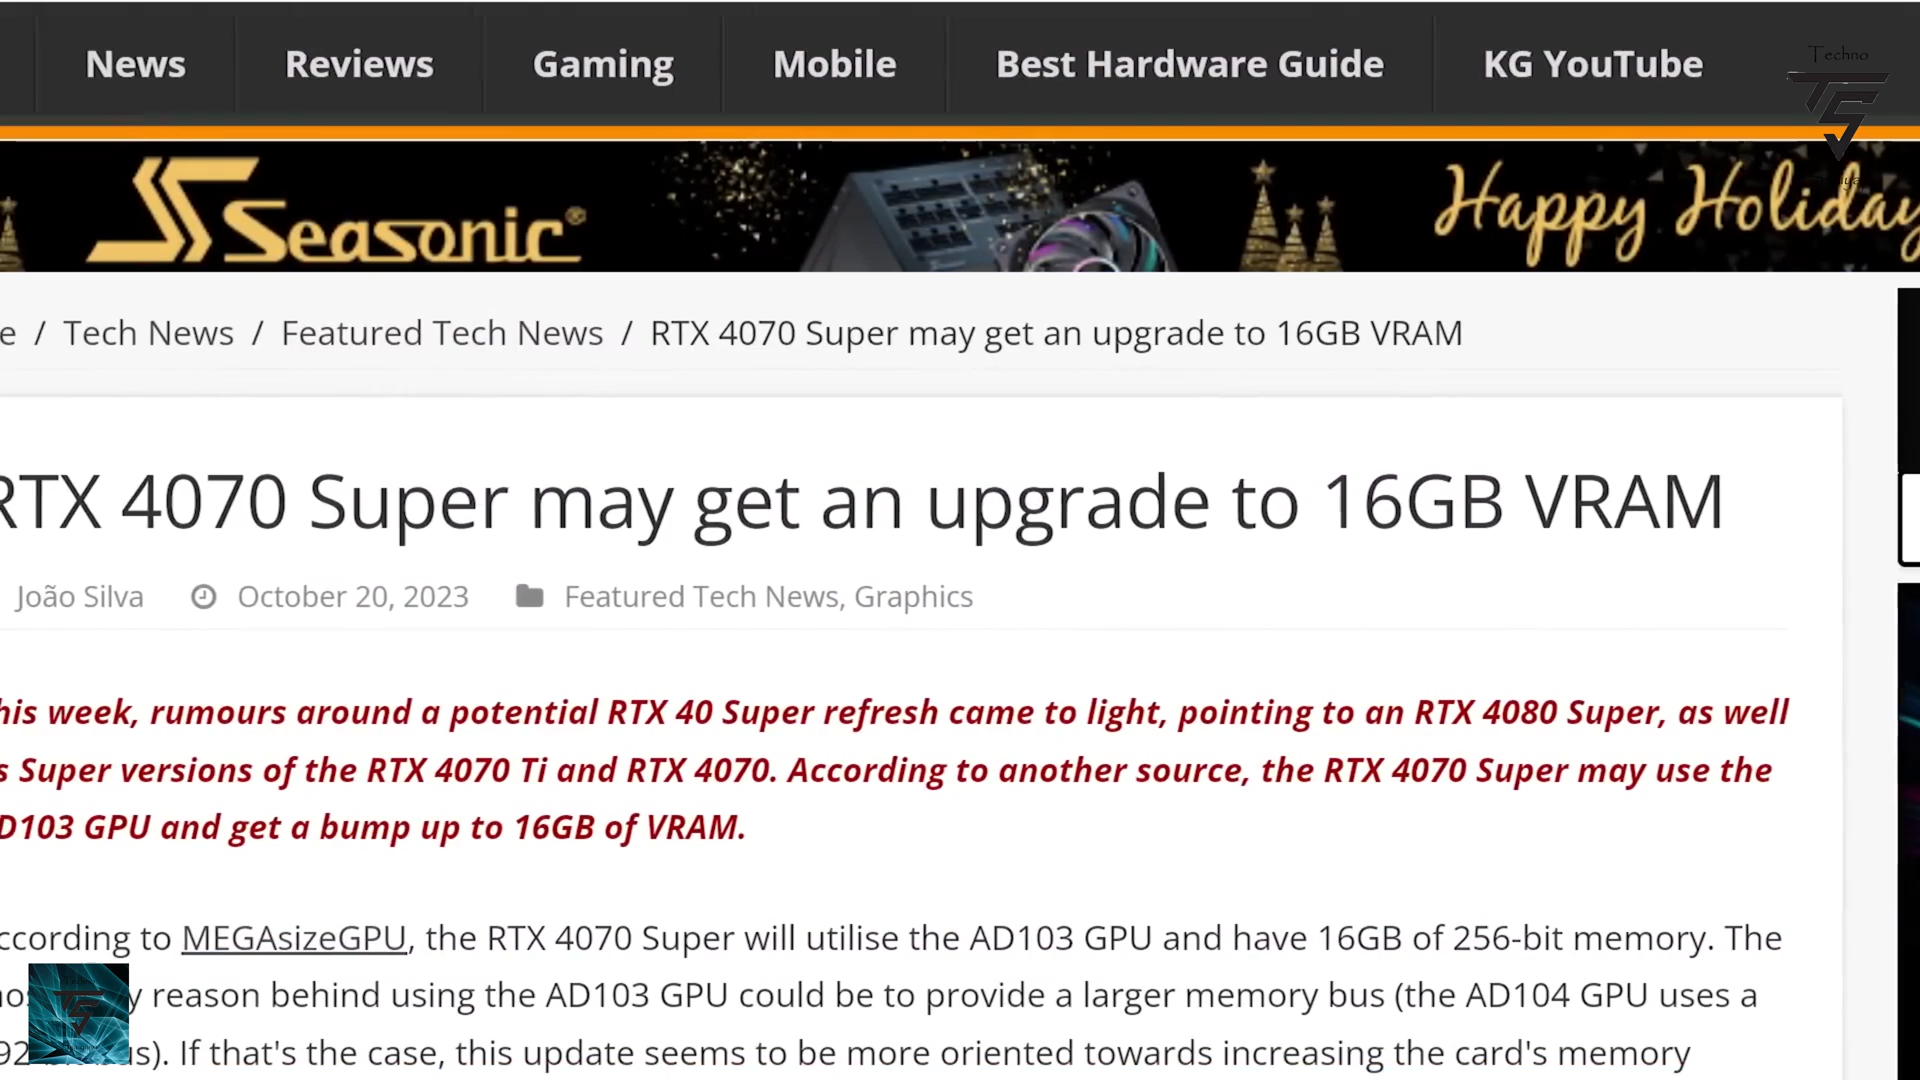 News Reviews Gaming Mobile Best Hardware Guide KG YouTube
Techno
Seasonic® Happy Holiday
e / Tech News / Featured Tech News / RTX 4070 Super may get an upgrade to 16GB VRAM
RTX 4070 Super may get an upgrade to 16GB VRAM
João Silva October 20, 2023 Featured Tech News, Graphics
his week, rumours around a potential RTX 40 Super refresh came to light, pointing to an RTX 4080 Super, as well
s Super versions of the RTX 4070 Ti and RTX 4070. According to another source, the RTX 4070 Super may use the
D103 GPU and get a bump up to 16GB of VRAM.
ccording to MEGAsizeGPU, the RTX 4070 Super will utilise the AD103 GPU and have 16GB of 256-bit memory. The
y reason behind using the AD103 GPU could be to provide a larger memory bus (the AD104 GPU uses a
92 us). If that's the case, this update seems to be more oriented towards increasing the card's memory